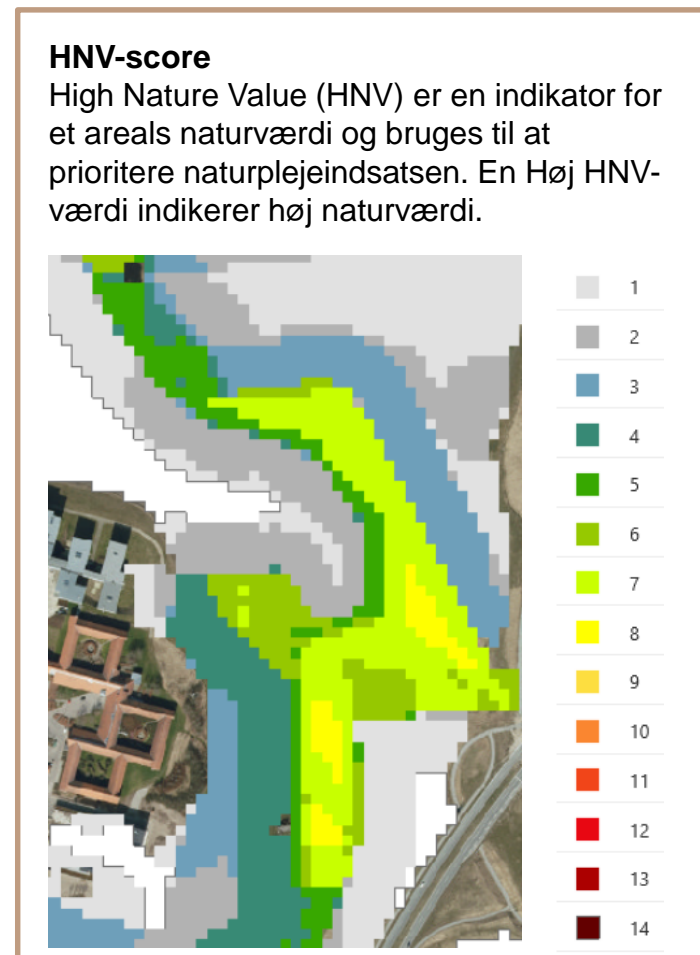 HNV-score
High Nature Value (HNV) er en indikator for
et areals naturværdi og bruges til at
prioritere naturplejeindsatsen. En Høj HNV-
værdi indikerer høj naturværdi.
1
2
3
4
5
6
7
8
9
10
11
12
13
14